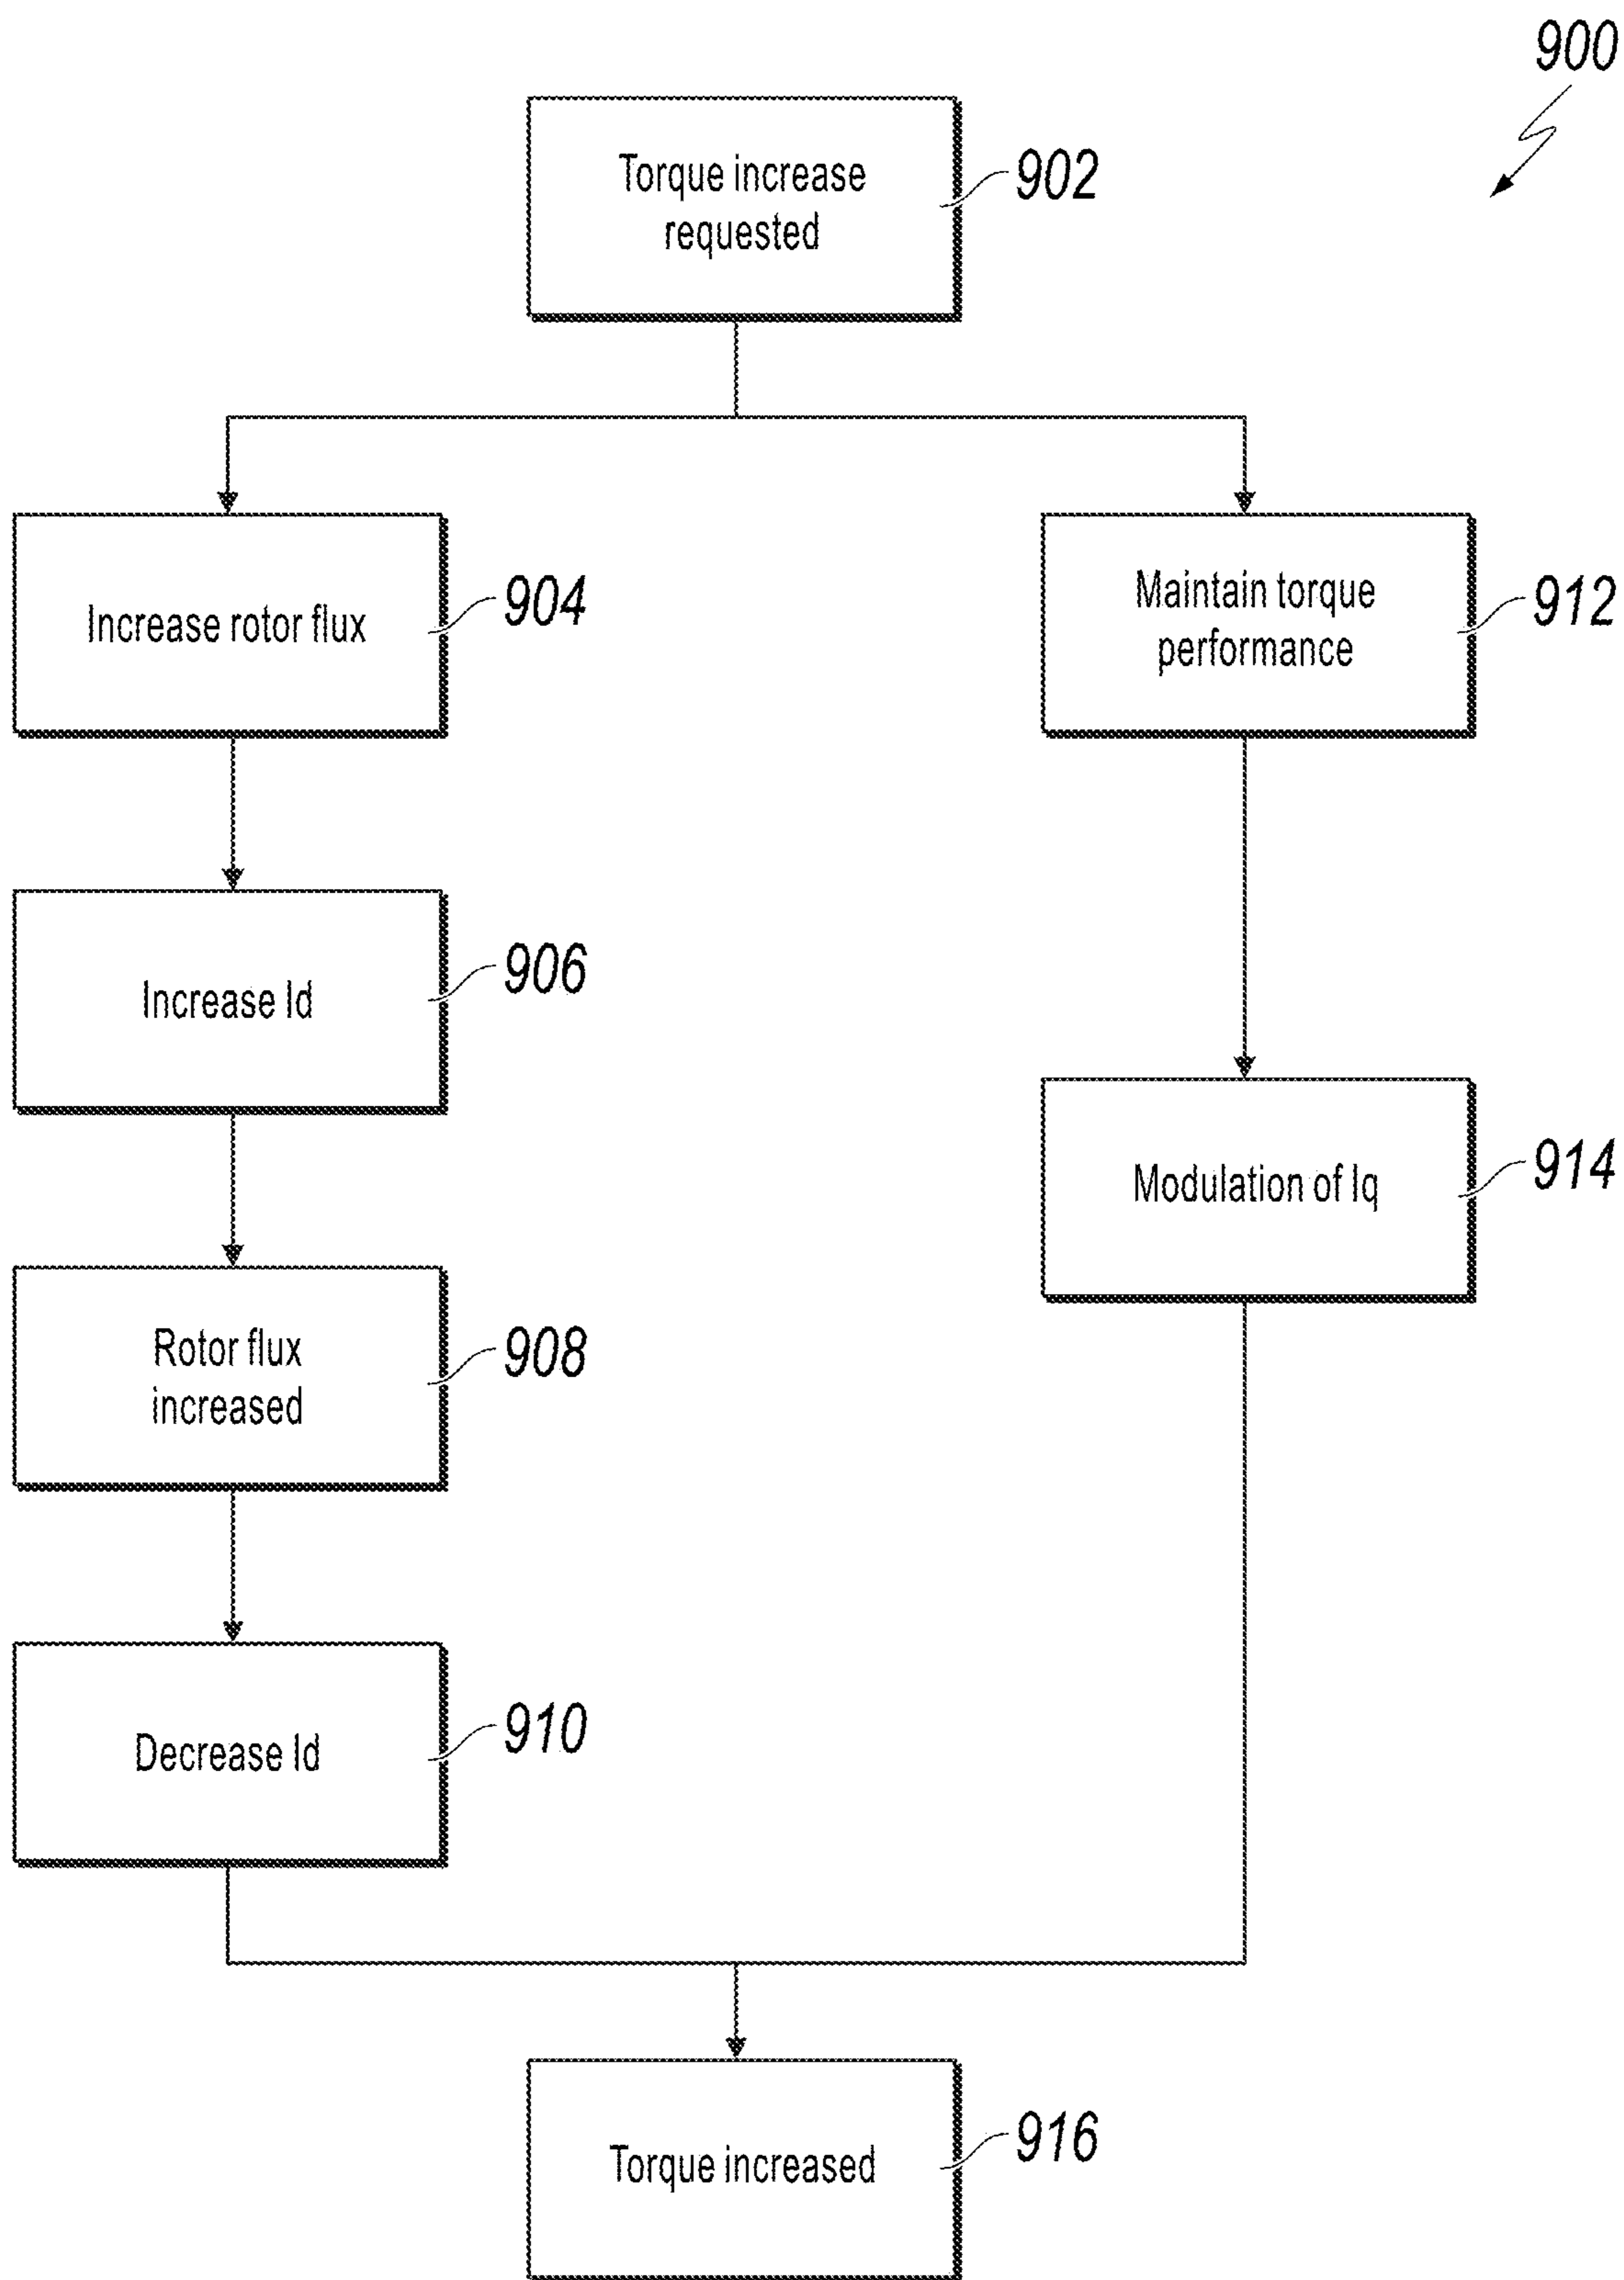 900
Torque increase
requested
902
Increase rotor flux
904
Maintain torque
performance
912
Increase Id
906
Modulation of Iq
914
Rotor flux
increased
908
Decrease Id
910
Torque increased
916